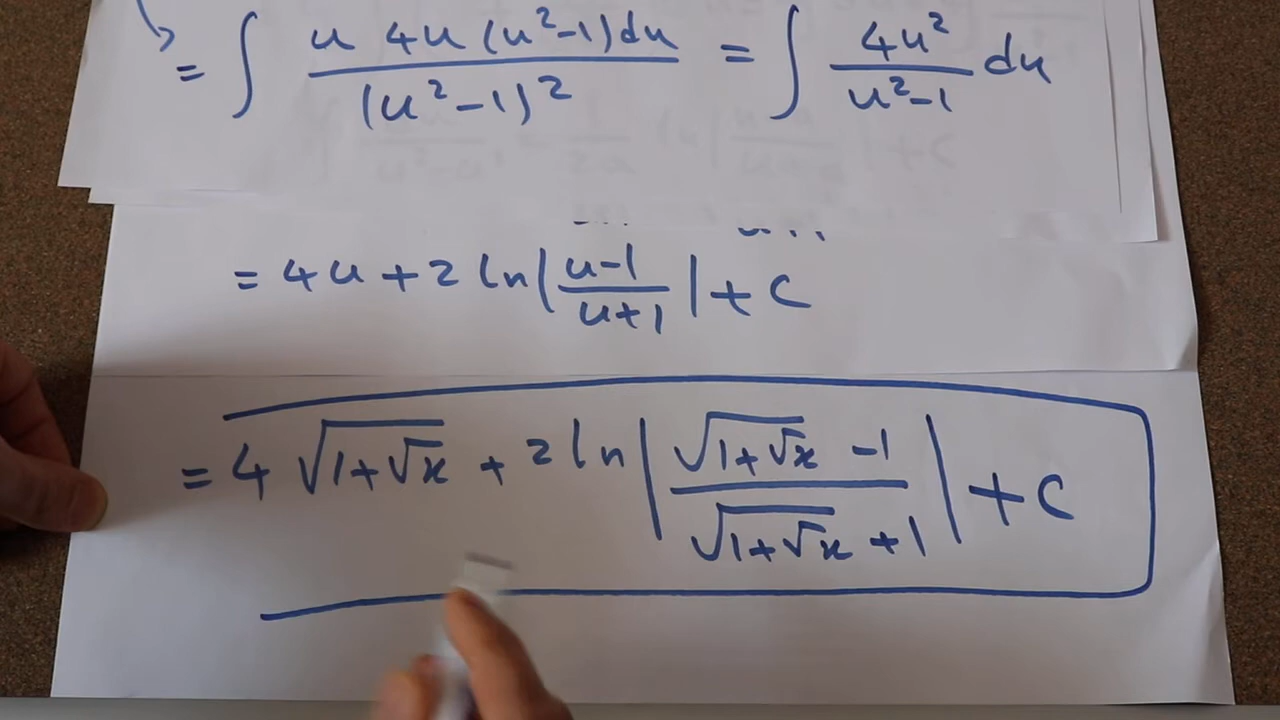 = ∫ u 4u (u²-1) du / (u²-1)² = ∫ 4u² / u²-1 du
= 4u + 2 ln | u-1 / u+1 | + c
= 4 √(1+√x) + 2 ln | √(1+√x) -1 / √(1+√x) +1 | + c